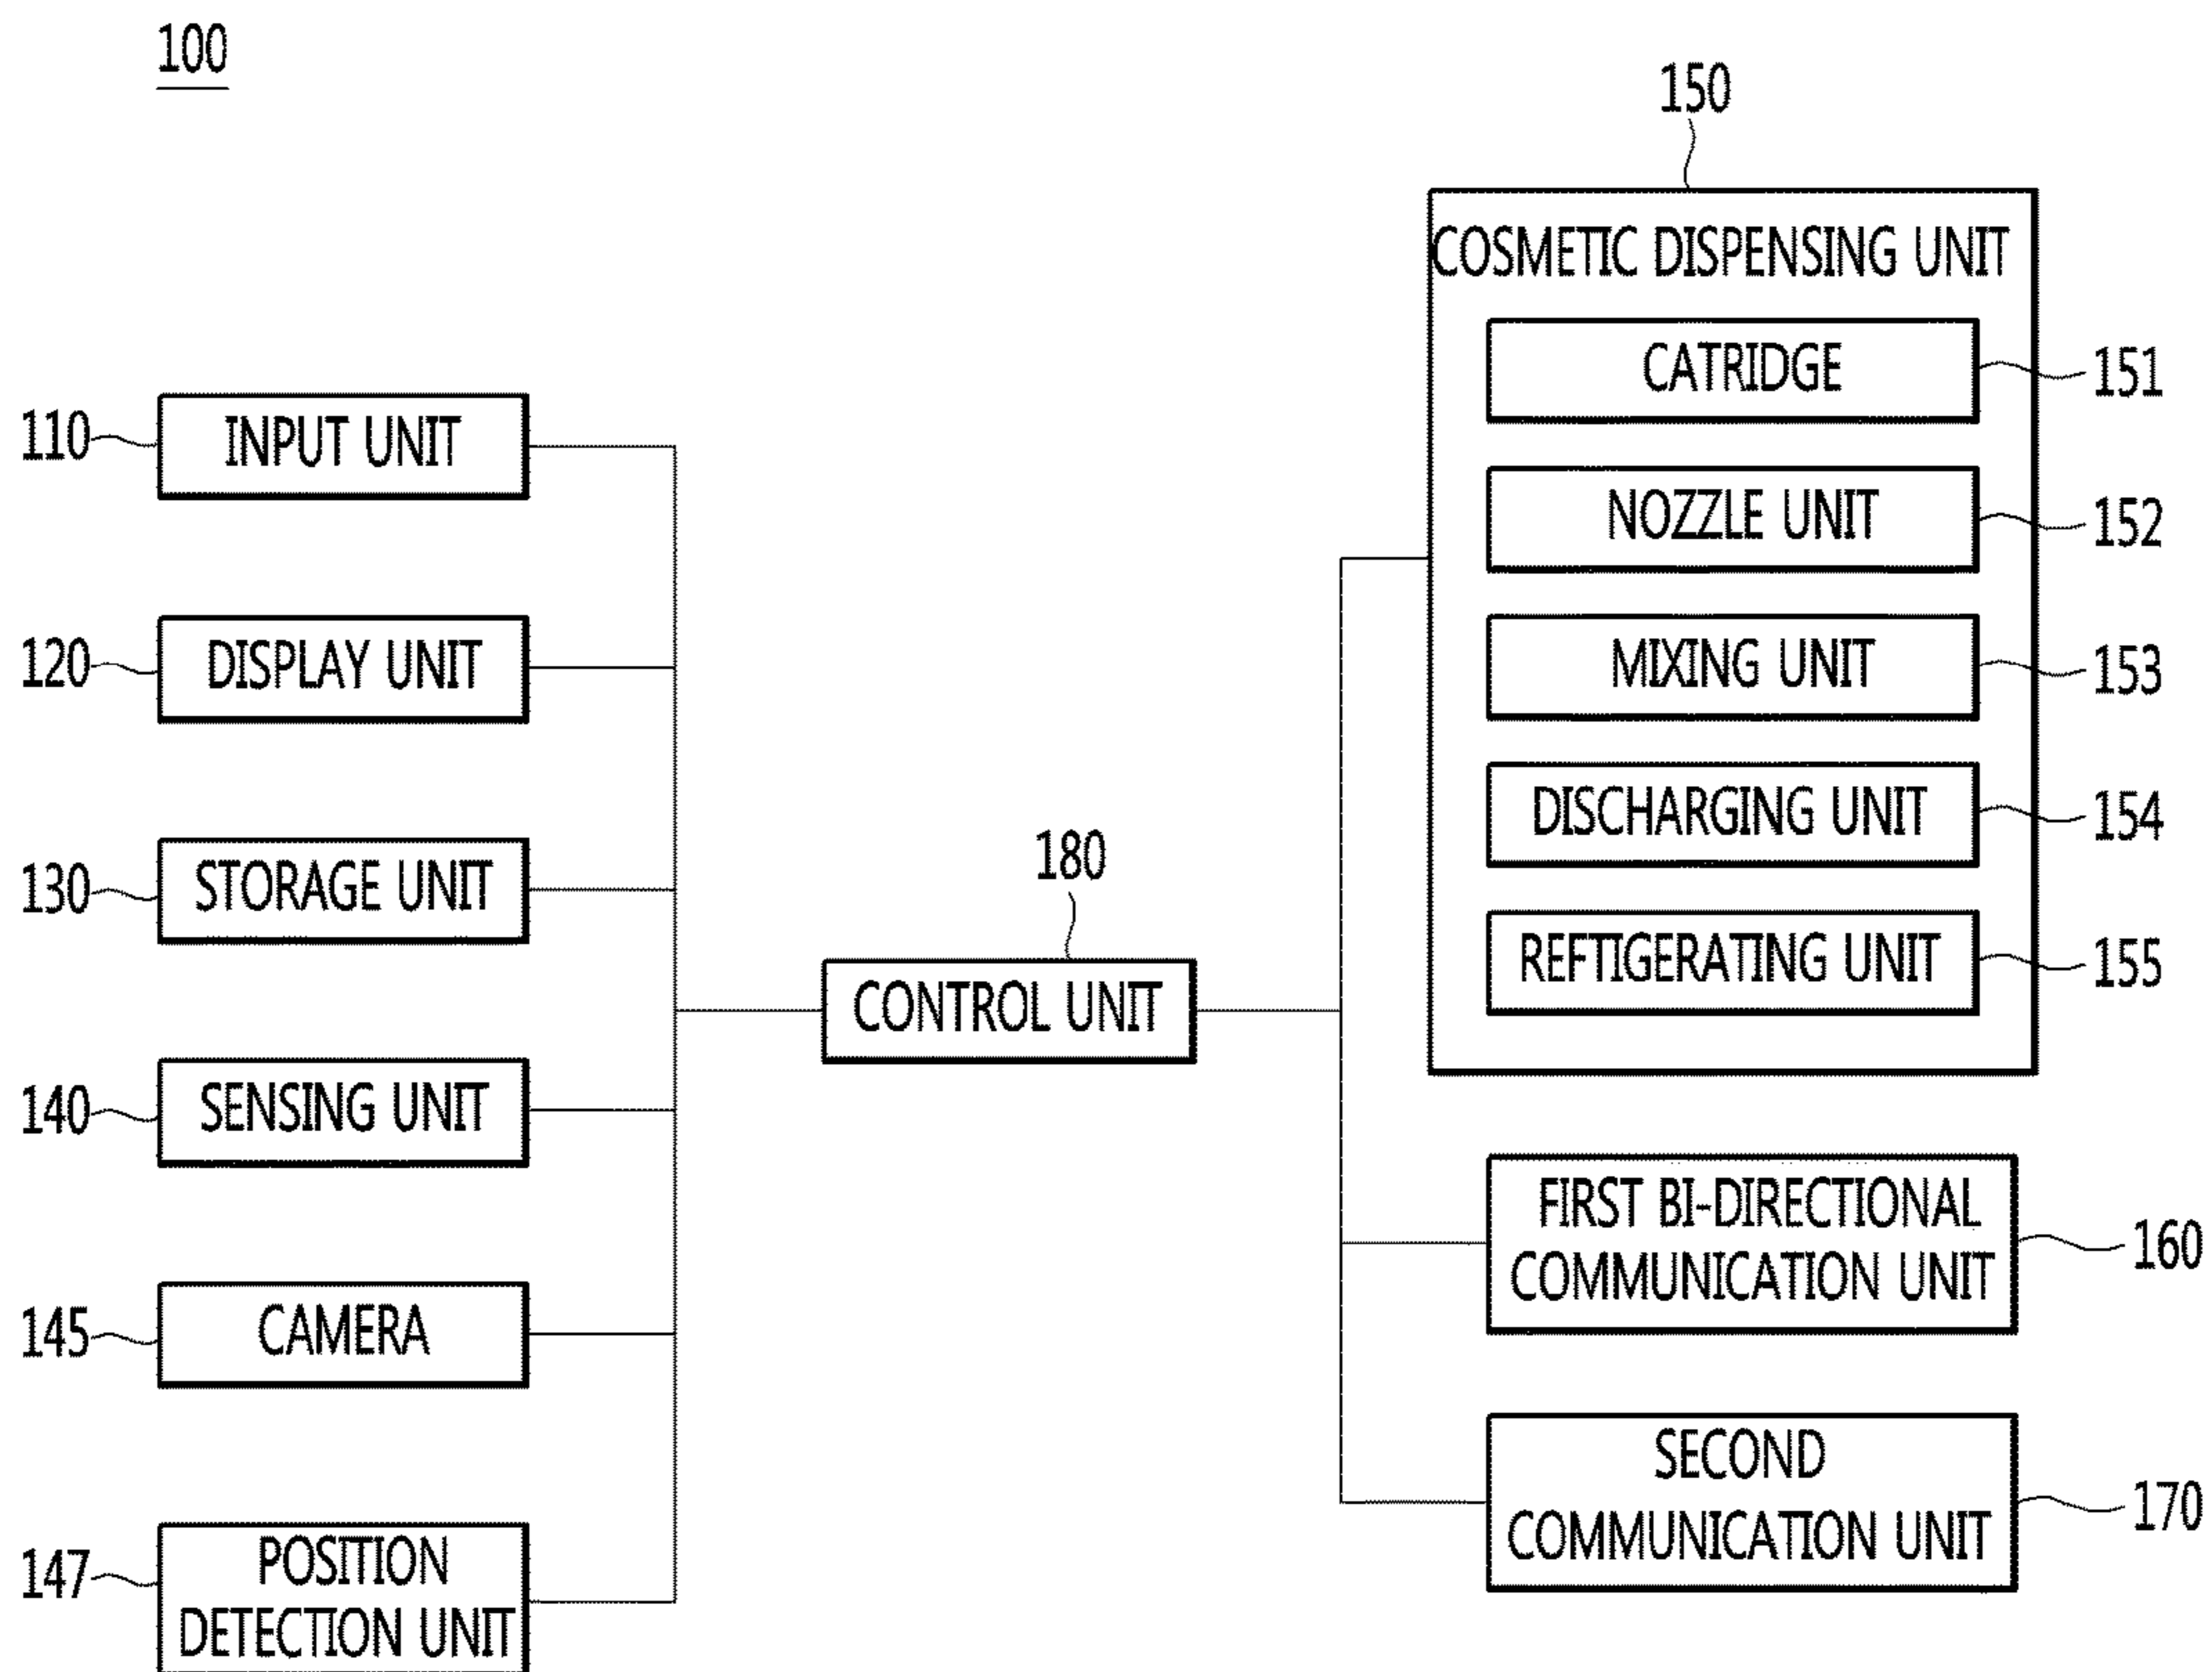 100
150
COSMETIC DISPENSING UNIT
CATRIDGE
151
110
INPUT UNIT
NOZZLE UNIT
152
120
DISPLAY UNIT
MIXING UNIT
153
DISCHARGING UNIT
154
130
STORAGE UNIT
180
CONTROL UNIT
REFTIGERATING UNIT
155
140
SENSING UNIT
FIRST BI-DIRECTIONAL
COMMUNICATION UNIT
160
145
CAMERA
SECOND
COMMUNICATION UNIT
170
147
POSITION
DETECTION UNIT